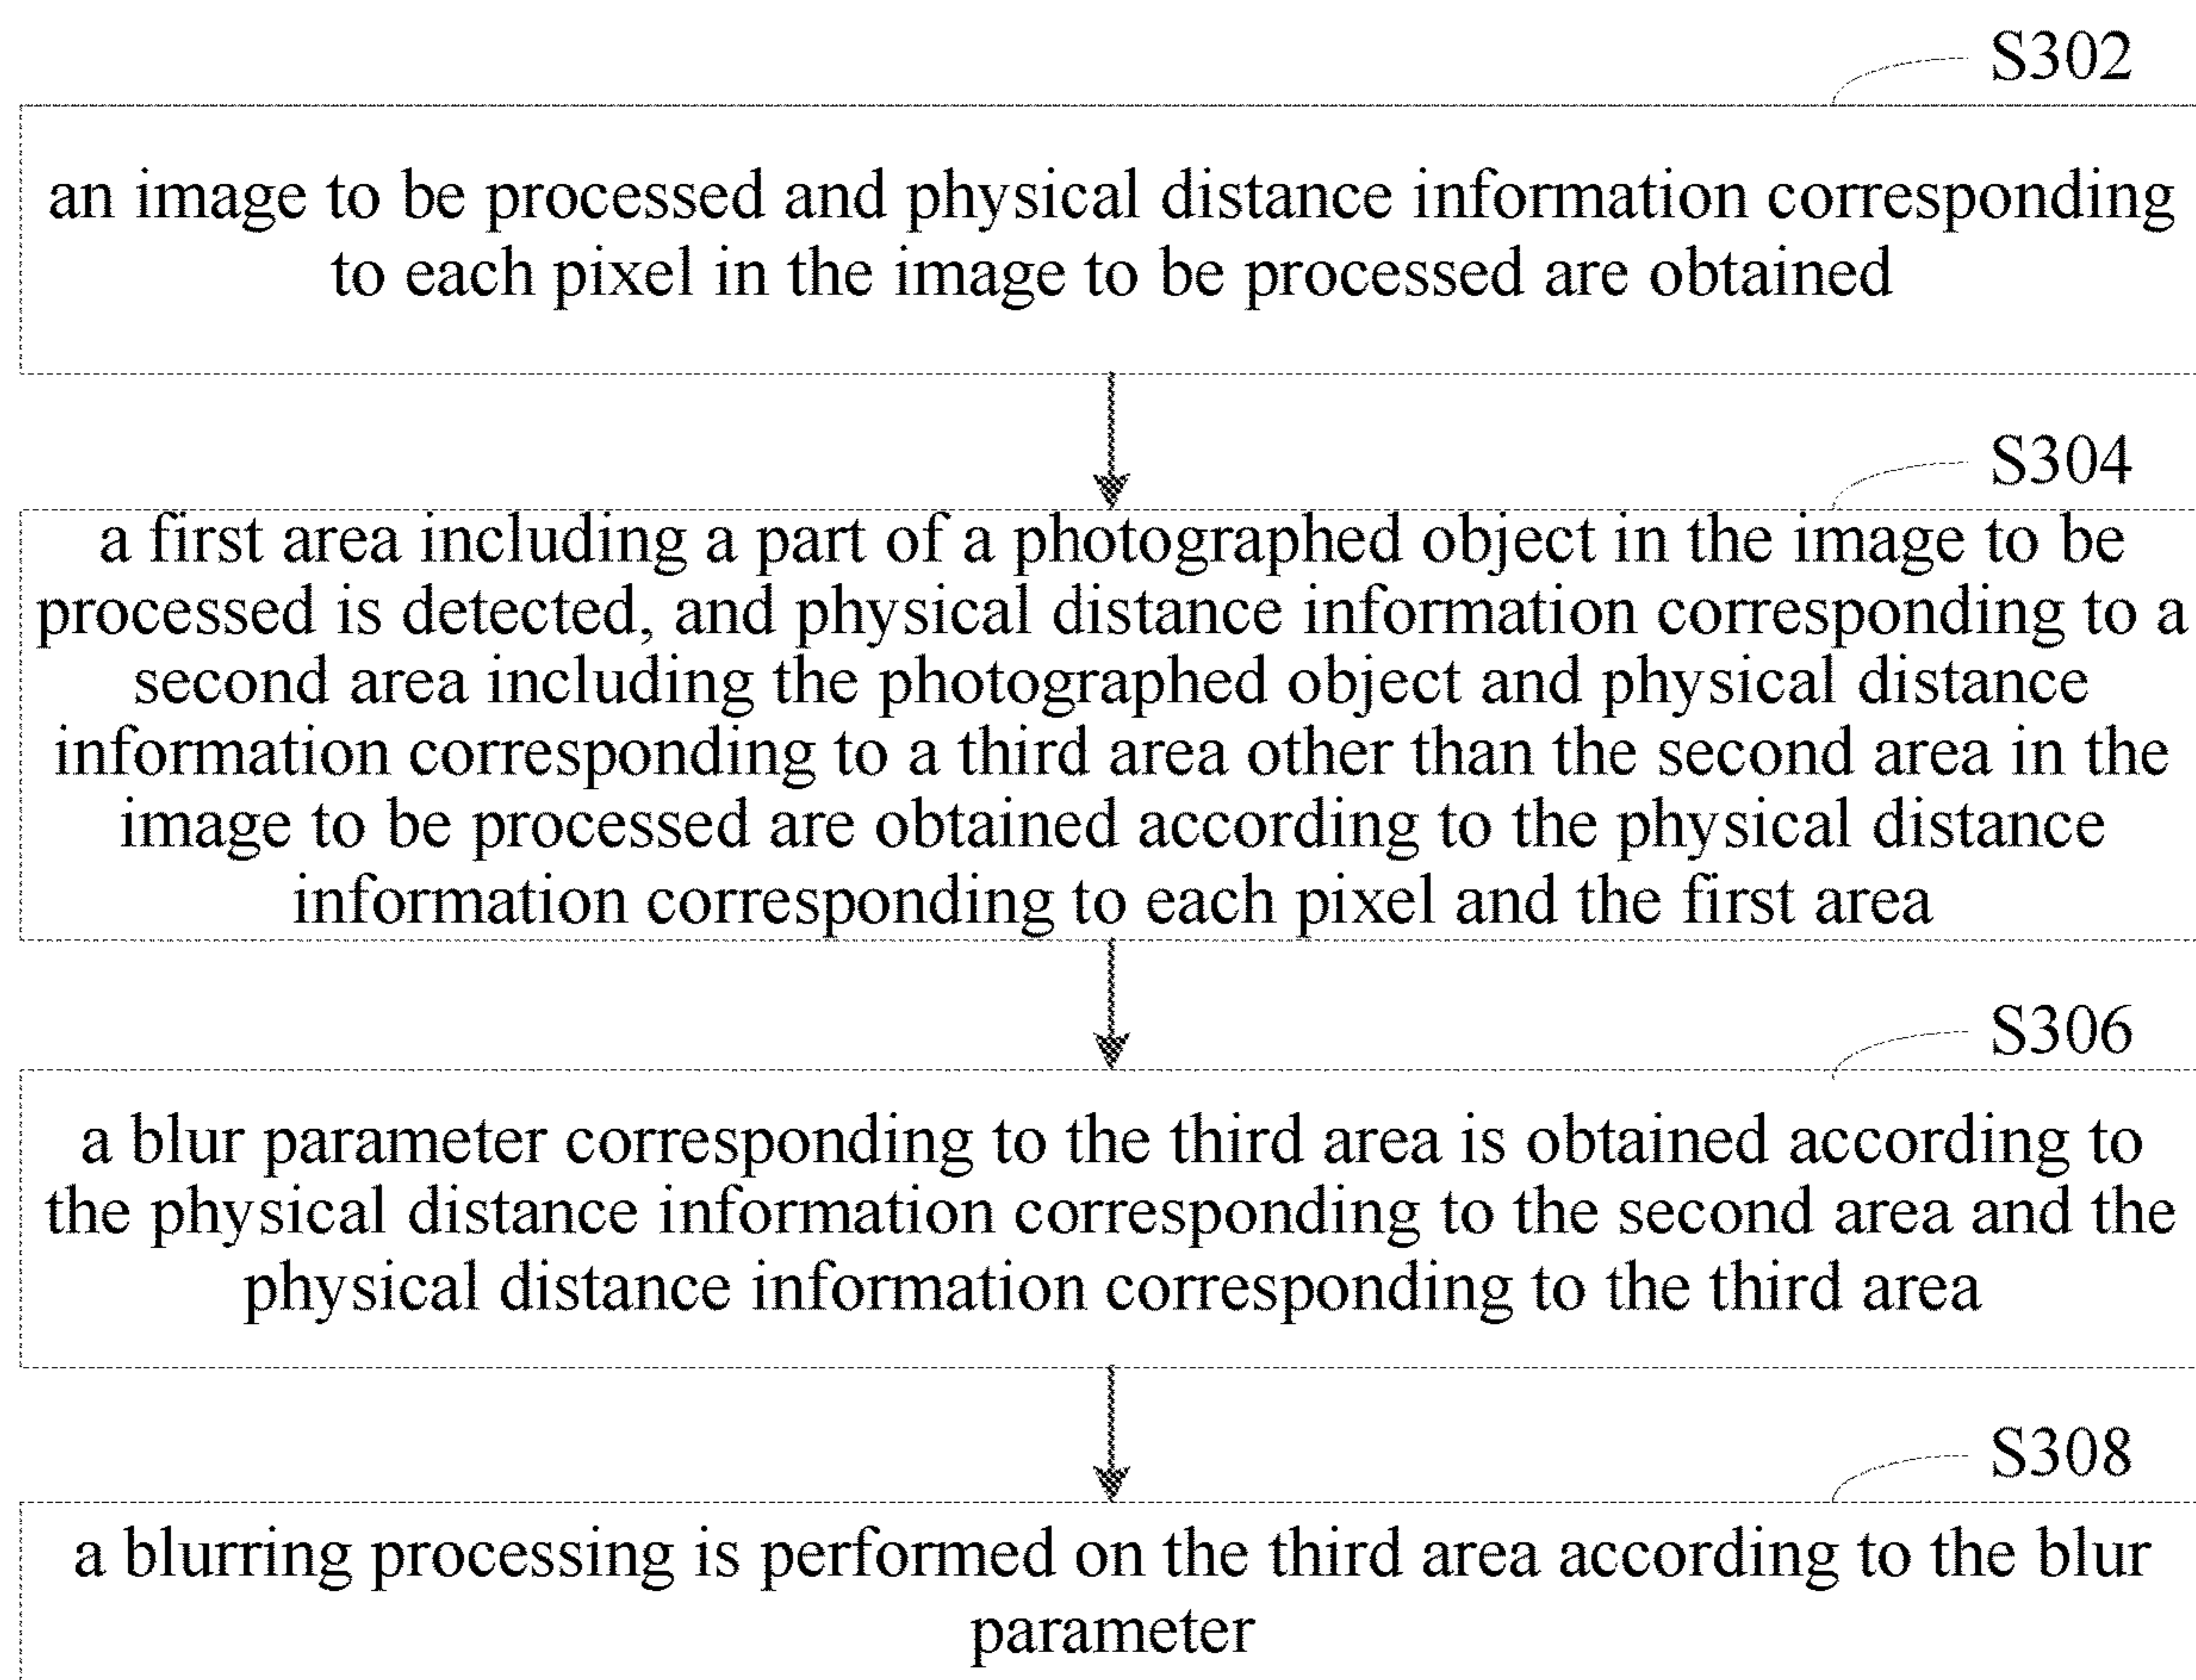 S302
an image to be processed and physical distance information corresponding
to each pixel in the image to be processed are obtained
S304
a first area including a part of a photographed object in the image to be
processed is detected, and physical distance information corresponding to a
second area including the photographed object and physical distance
information corresponding to a third area other than the second area in the
image to be processed are obtained according to the physical distance
information corresponding to each pixel and the first area
S306
a blur parameter corresponding to the third area is obtained according to
the physical distance information corresponding to the second area and the
physical distance information corresponding to the third area
S308
a blurring processing is performed on the third area according to the blur
parameter